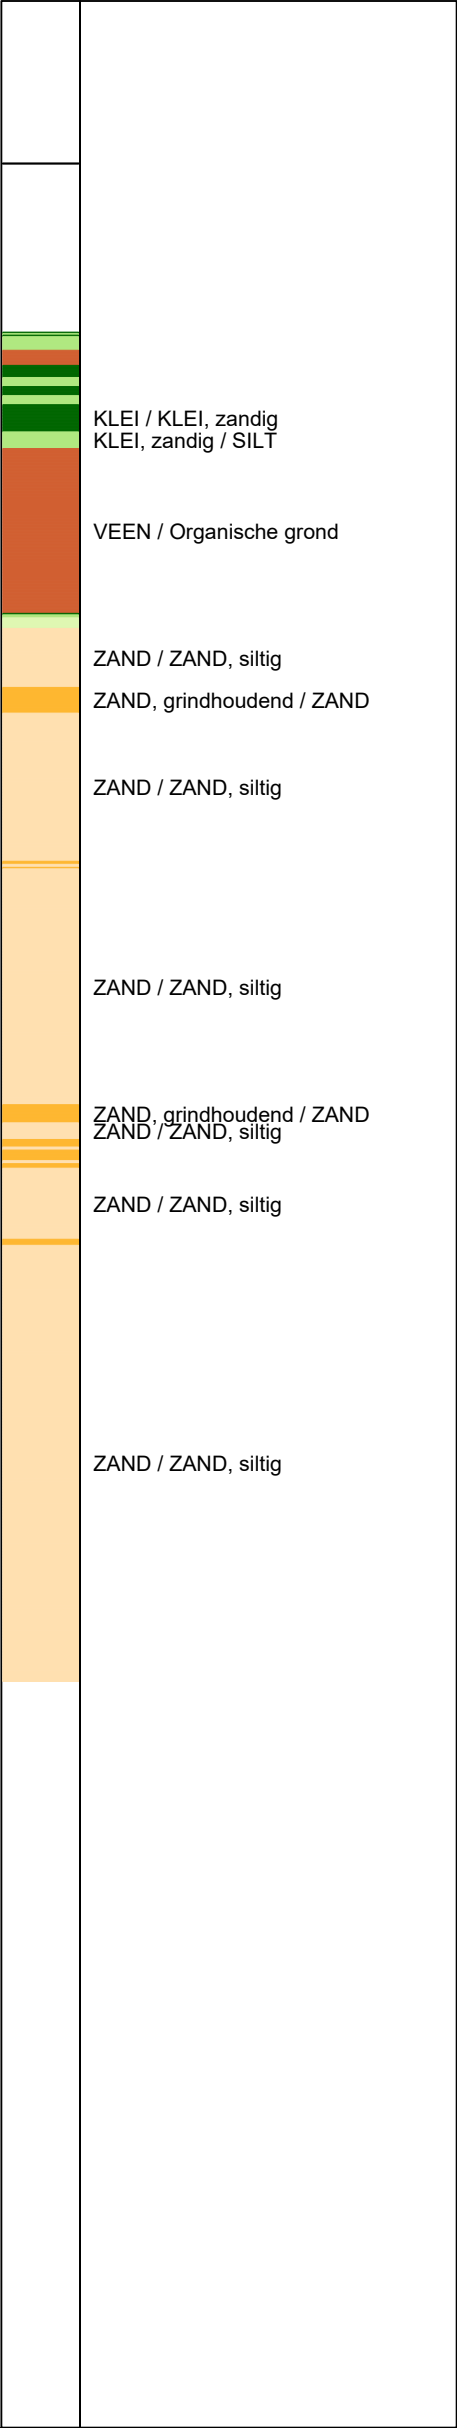 KLEI / KLEI, zandig
KLEI, zandig / SILT
VEEN / Organische grond
ZAND / ZAND, siltig
ZAND, grindhoudend / ZAND
ZAND / ZAND, siltig
ZAND / ZAND, siltig
ZAND, grindhoudend / ZAND
ZAND / ZAND, siltig
ZAND / ZAND, siltig
ZAND / ZAND, siltig